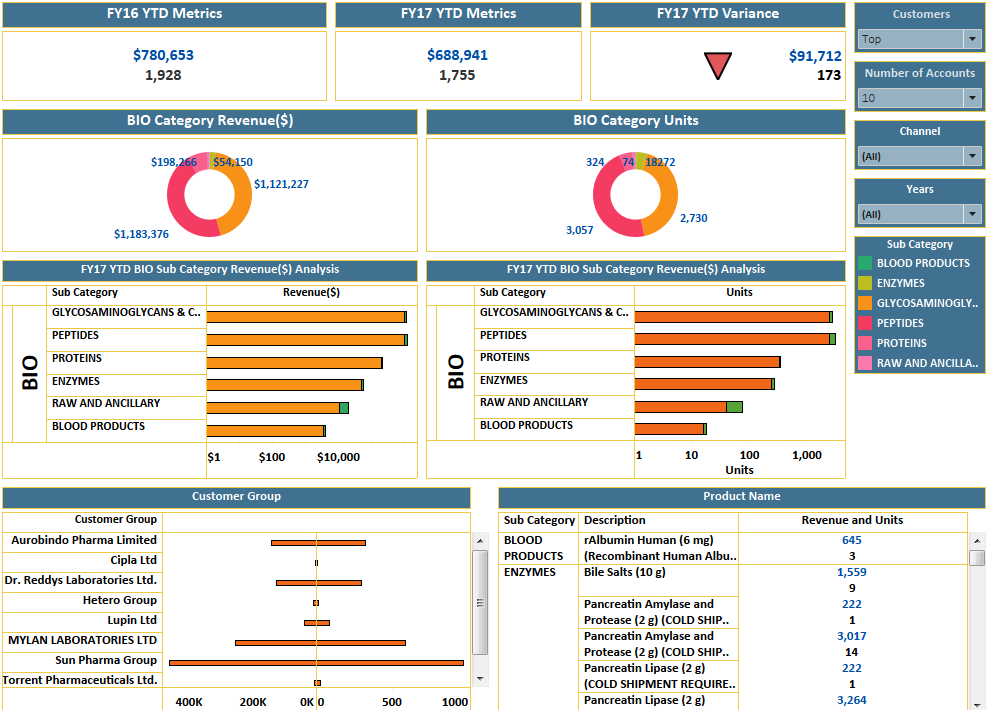 FY16 YTD Metrics
FY17 YTD Metrics
FY17 YTD Variance
$780,653
1,928
$688,941
1,755
$91,712
173
Customers
Top
Number of Accounts
10
Channel
(All)
Years
(All)
BIO Category Revenue($)
BIO Category Units
$198,266
$54,150
$1,121,227
$1,183,376
324
74
18272
2,730
3,057
Sub Category
BLOOD PRODUCTS
ENZYMES
GLYCOSAMINOGLY..
PEPTIDES
PROTEINS
RAW AND ANCILLA..
FY17 YTD BIO Sub Category Revenue($) Analysis
Sub Category Revenue($)
BIO
GLYCOSAMINOGLYCANS & C..
PEPTIDES
PROTEINS
ENZYMES
RAW AND ANCILLARY
BLOOD PRODUCTS
$1 $100 $10,000
FY17 YTD BIO Sub Category Revenue($) Analysis
Sub Category Units
BIO
GLYCOSAMINOGLYCANS & C..
PEPTIDES
PROTEINS
ENZYMES
RAW AND ANCILLARY
BLOOD PRODUCTS
1 10 100 1,000
Units
Customer Group
Customer Group
Aurobindo Pharma Limited
Cipla Ltd
Dr. Reddys Laboratories Ltd.
Hetero Group
Lupin Ltd
MYLAN LABORATORIES LTD
Sun Pharma Group
Torrent Pharmaceuticals Ltd.
400K 200K 0K 0 500 1000
Product Name
Sub Category Description Revenue and Units
BLOOD rAlbumin Human (6 mg) 645
PRODUCTS (Recombinant Human Albu.. 3
ENZYMES Bile Salts (10 g) 1,559
9
Pancreatin Amylase and 222
Protease (2 g) (COLD SHIP.. 1
Pancreatin Amylase and 3,017
Protease (2 g) (COLD SHIP.. 14
Pancreatin Lipase (2 g) 222
(COLD SHIPMENT REQUIRE.. 1
Pancreatin Lipase (2 g) 3,264